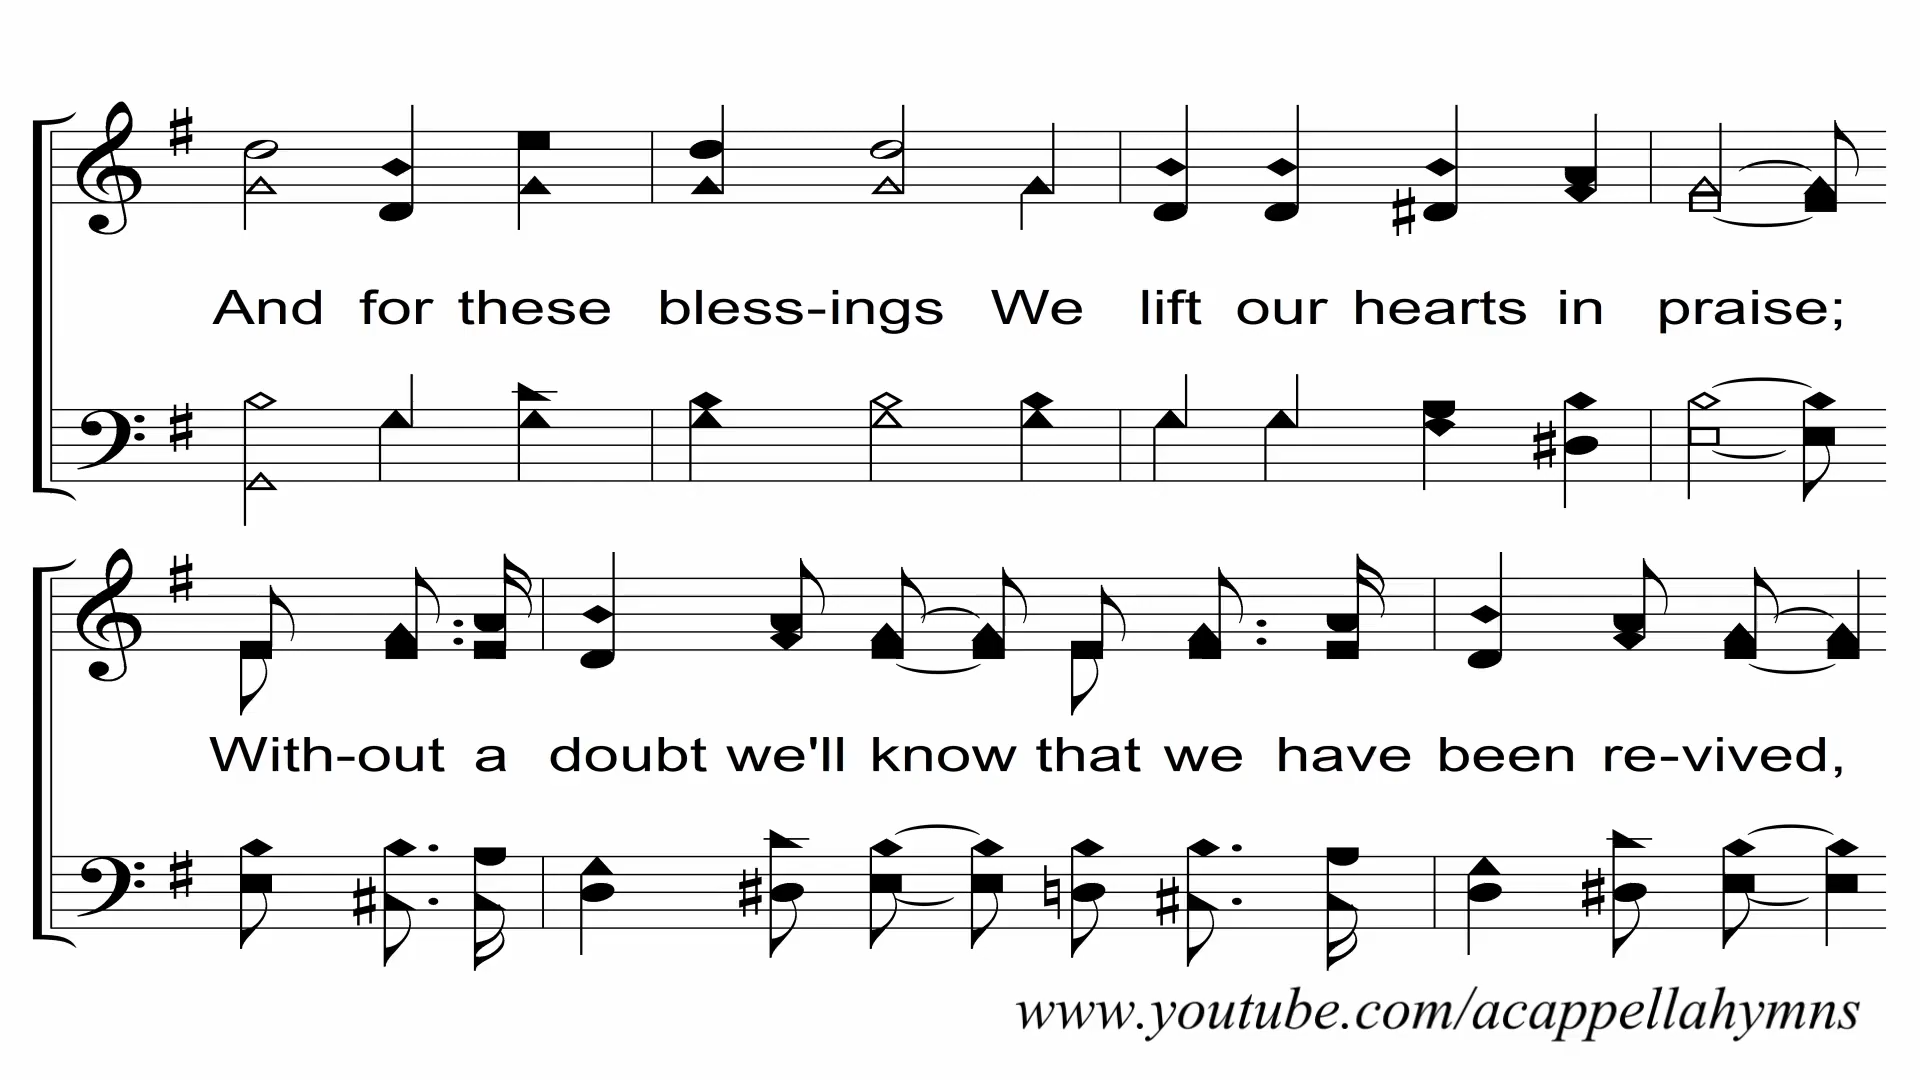 And for these bless-ings We lift our hearts in praise;
With-out a doubt we'll know that we have been re-vived,
www.youtube.com/acappellahymns